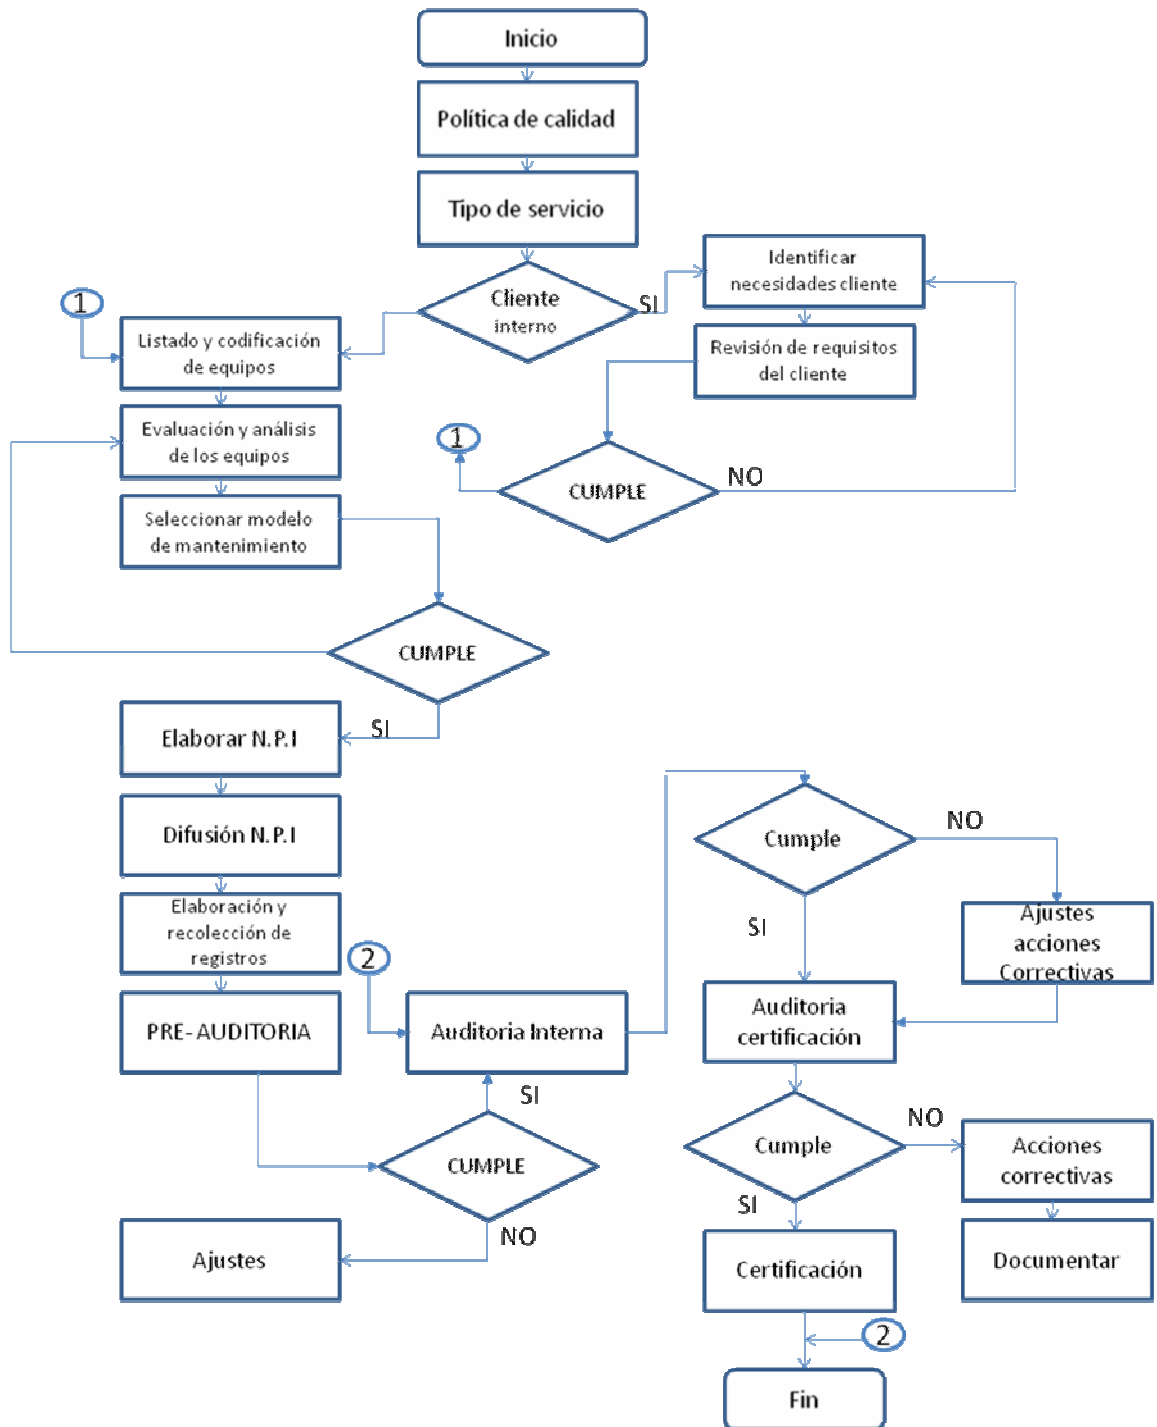 Inicio
Política de calidad
Tipo de servicio
Cliente
interno
SI
Identificar
necesidades cliente
Revisión de requisitos
del cliente
1
Listado y codificación
de equipos
Evaluación y análisis
de los equipos
Seleccionar modelo
de mantenimiento
1
CUMPLE
NO
CUMPLE
SI
Elaborar N.P.I
Difusión N.P.I
Elaboración y
recolección de
registros
PRE- AUDITORIA
2
Auditoria Interna
SI
CUMPLE
NO
Ajustes
Cumple
NO
SI
Ajustes
acciones
Correctivas
Auditoria
certificación
Cumple
NO
SI
Acciones
correctivas
Documentar
Certificación
2
Fin